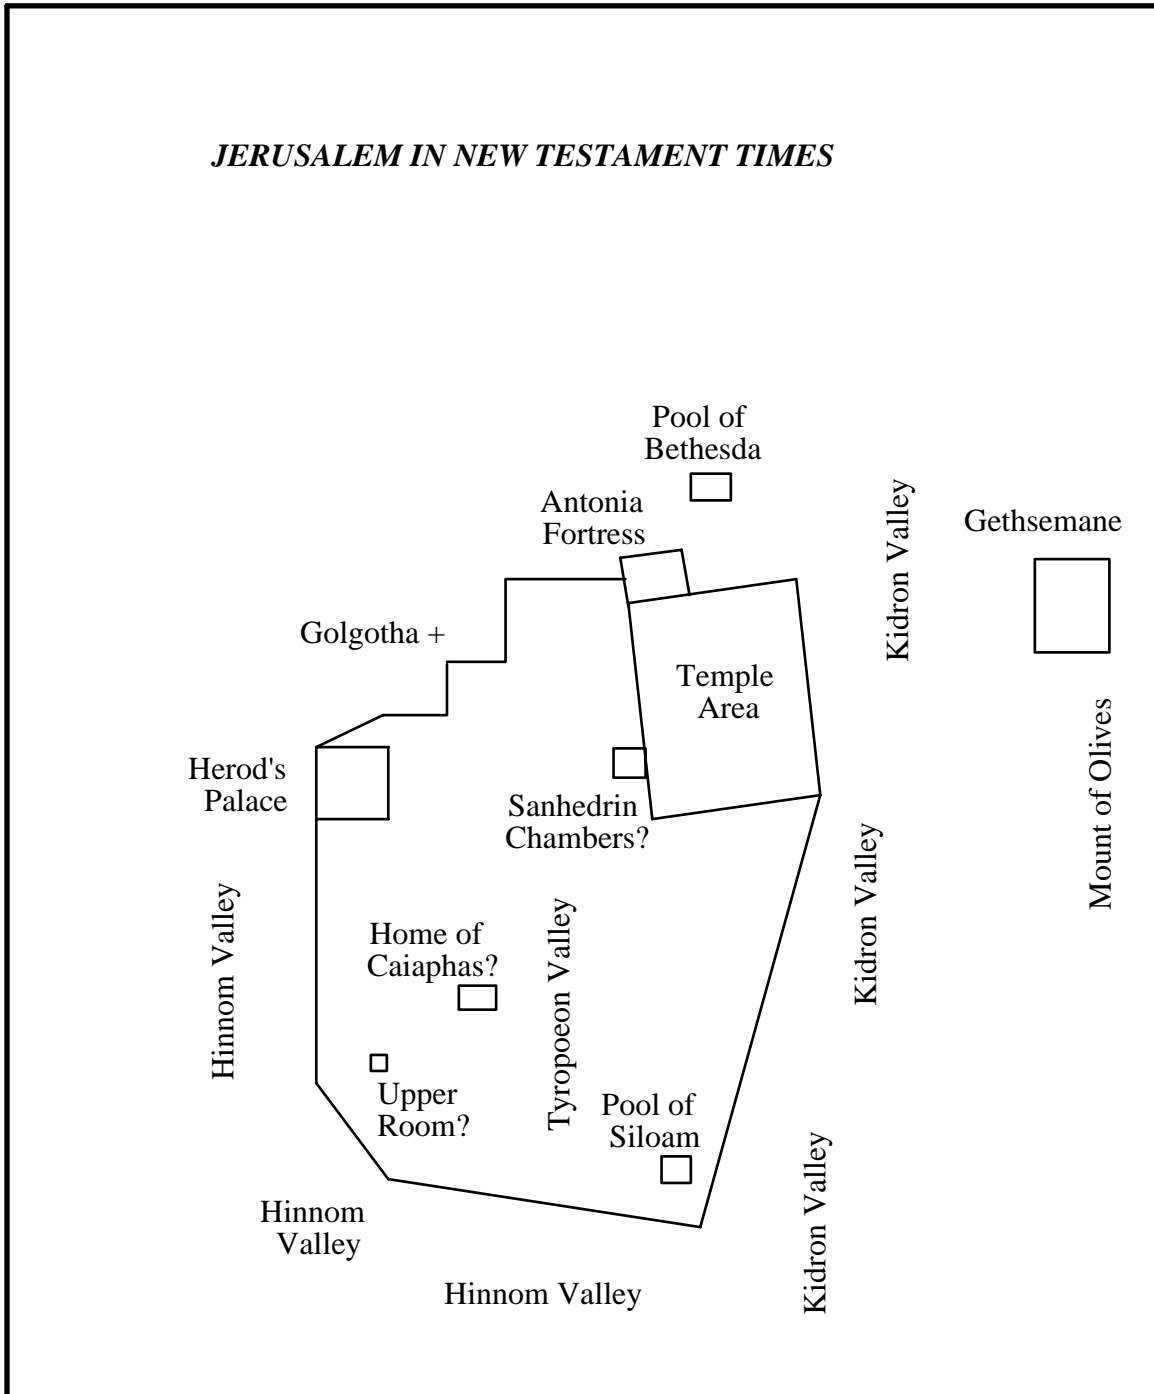 JERUSALEM IN NEW TESTAMENT TIMES
Pool of
Bethesda
Antonia
Fortress
Kidron Valley
Gethsemane
Golgotha +
Temple
Area
Mount of Olives
Herod's
Palace
Sanhedrin
Chambers?
Kidron Valley
Hinnom Valley
Home of
Caiaphas?
Tyropoeon Valley
Upper
Room?
Pool of
Siloam
Kidron Valley
Hinnom
Valley
Hinnom Valley